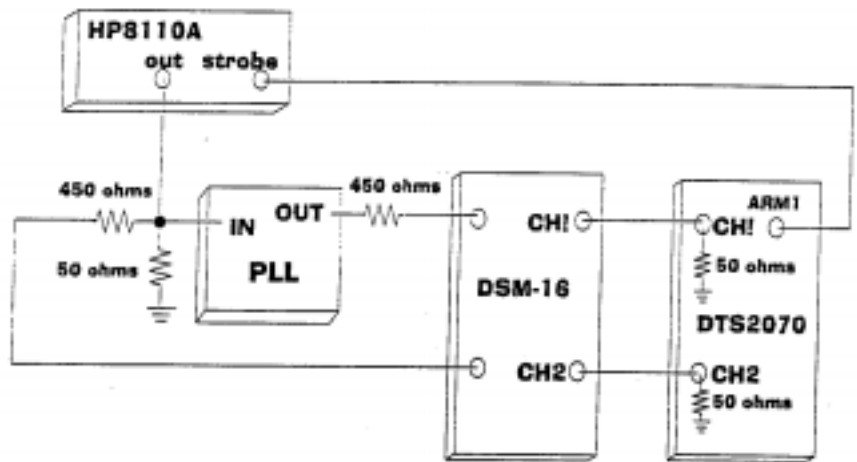 HP8110A
out strobe
450 ohms
50 ohms
IN
OUT
PLL
450 ohms
CH!
DSM-16
CH2
ARM1
CH!
50 ohms
DTS2070
CH2
50 ohms